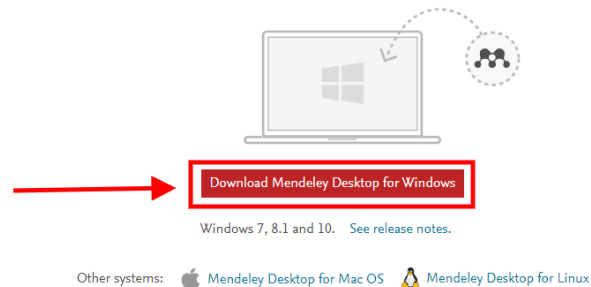 Download Mendeley Desktop for Windows
Windows 7, 8.1 and 10. See release notes.
Other systems: Mendeley Desktop for Mac OS Mendeley Desktop for Linux